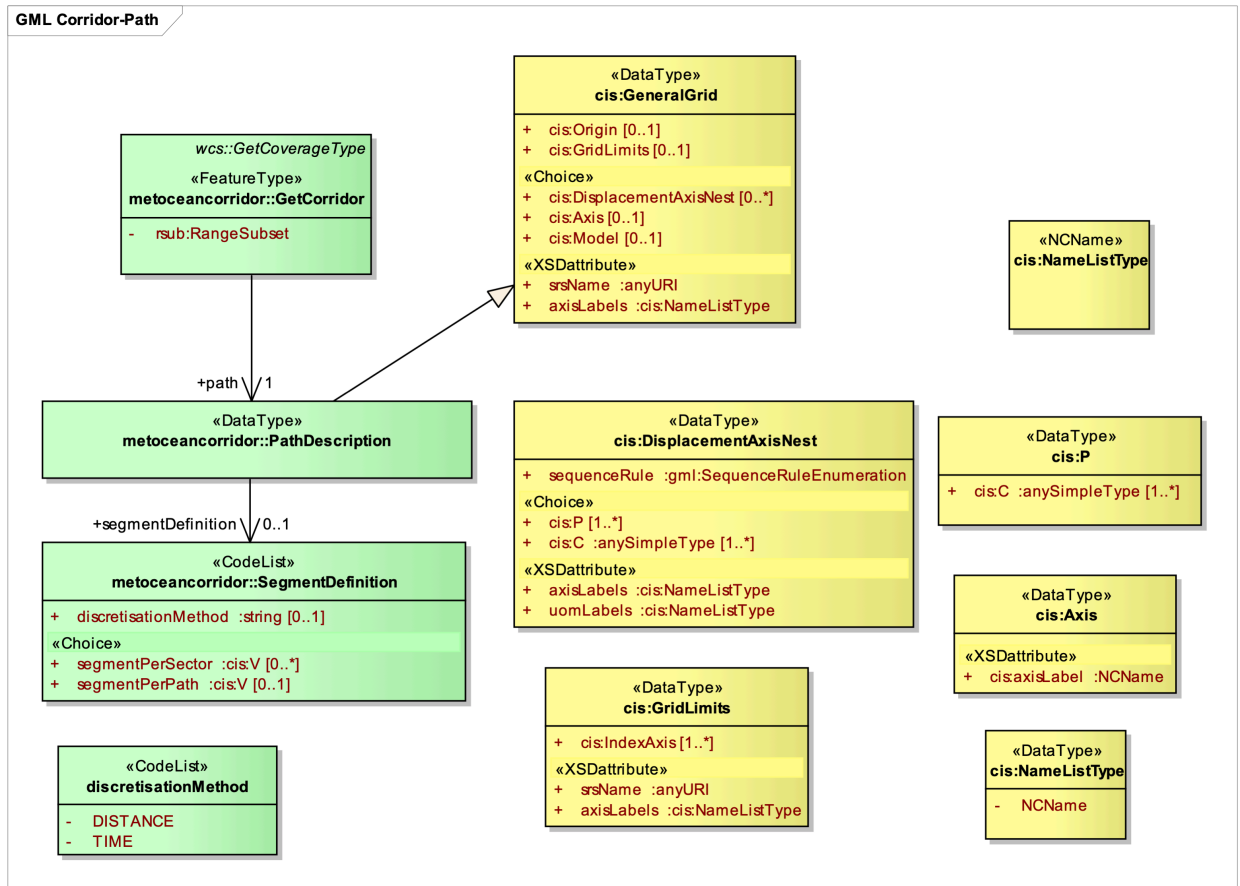 GML Corridor-Path
wcs::GetCoverageType
«FeatureType»
metoceancorridor::GetCorridor
- rsub:RangeSubset
+path
1
«DataType»
metoceancorridor::PathDescription
+segmentDefinition
0..1
«CodeList»
metoceancorridor::SegmentDefinition
+ discretisationMethod :string [0..1]
«Choice»
+ segmentPerSector :cis:V [0..*]
+ segmentPerPath :cis:V [0..1]
«CodeList»
discretisationMethod
- DISTANCE
- TIME
«DataType»
cis:GeneralGrid
+ cis:Origin [0..1]
+ cis:GridLimits [0..1]
«Choice»
+ cis:DisplacementAxisNest [0..*]
+ cis:Axis [0..1]
+ cis:Model [0..1]
«XSDattribute»
+ srsName :anyURI
+ axisLabels :cis:NameListType
«DataType»
cis:DisplacementAxisNest
+ sequenceRule :gml:SequenceRuleEnumeration
«Choice»
+ cis:P [1..*]
+ cis:C :anySimpleType [1..*]
«XSDattribute»
+ axisLabels :cis:NameListType
+ uomLabels :cis:NameListType
«DataType»
cis:GridLimits
+ cis:IndexAxis [1..*]
«XSDattribute»
+ srsName :anyURI
+ axisLabels :cis:NameListType
«NCName»
cis:NameListType
«DataType»
cis:P
+ cis:C :anySimpleType [1..*]
«DataType»
cis:Axis
«XSDattribute»
+ cis:axisLabel :NCName
«DataType»
cis:NameListType
- NCName